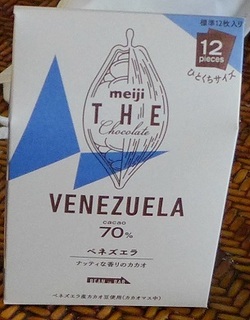 標準12枚入り
12
pieces
ひとくちサイズ
meiji
THE
Chocolate
VENEZUELA
cacao
70%
ベネズエラ
ナッティな香りのカカオ
BEAN to BAR
ベネズエラ産カカオ豆使用(カカオマス中)